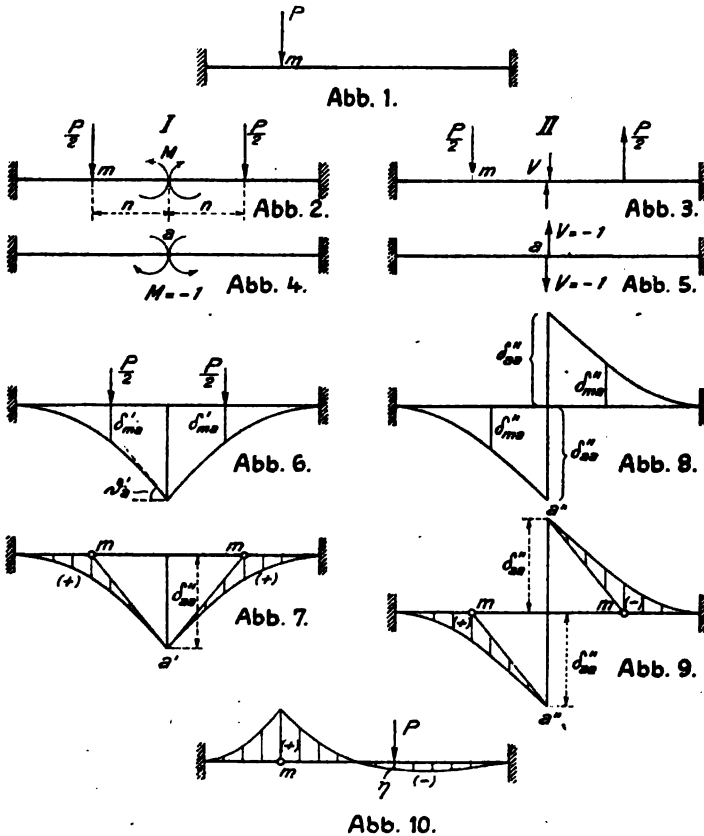 P
m
Abb. 1.
I
P/2
P/2
M
m
n
n
Abb. 2.
II
P/2
P/2
m
V
Abb. 3.
a
M=-1
Abb. 4.
V=-1
a
V=-1
Abb. 5.
P/2
P/2
δ'ma
δ'ma
Abb. 6.
δ"aa
δ"ma
δ"ma
δ"aa
Abb. 8.
m
m
(+)
(+)
δ"aa
a'
Abb. 7.
a"
δ"aa
m
(+)
m
(-)
δ"aa
a"
Abb. 9.
P
(+)
m
η
(-)
Abb. 10.